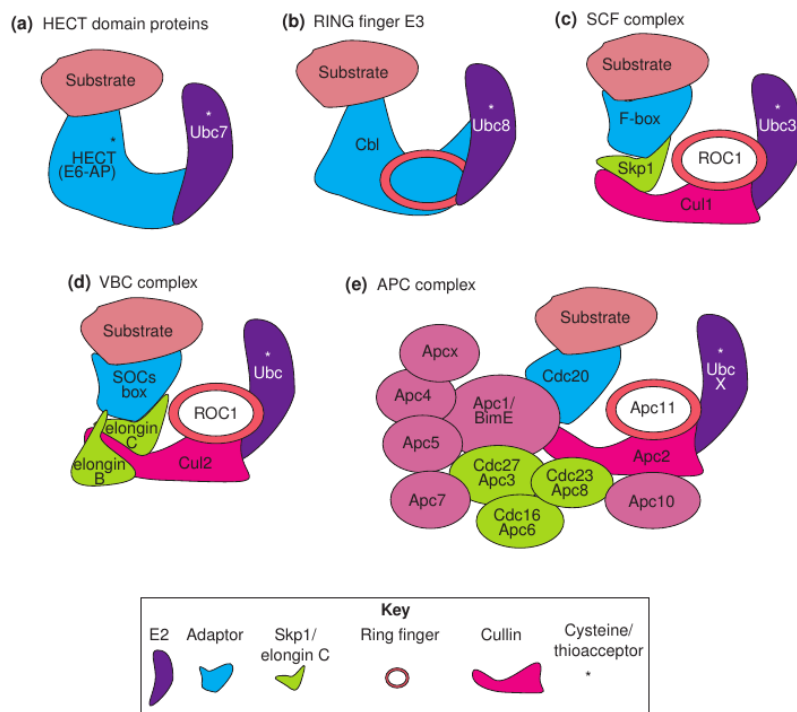 (a) HECT domain proteins
Substrate
*
HECT
(E6-AP)
*
Ubc7
(b) RING finger E3
Substrate
Cbl
*
Ubc8
(c) SCF complex
Substrate
F-box
Skp1
ROC1
Cul1
*
Ubc3
(d) VBC complex
Substrate
SOCs
box
elongin
C
elongin
B
ROC1
Cul2
*
Ubc
(e) APC complex
Substrate
Apcx
Apc4
Apc5
Apc7
Apc1/
BimE
Cdc20
Cdc27
Apc3
Cdc23
Apc8
Cdc16
Apc6
Apc11
Apc2
Apc10
*
Ubc
X
Key
E2
Adaptor
Skp1/
elongin C
Ring finger
Cullin
Cysteine/
thioacceptor
*